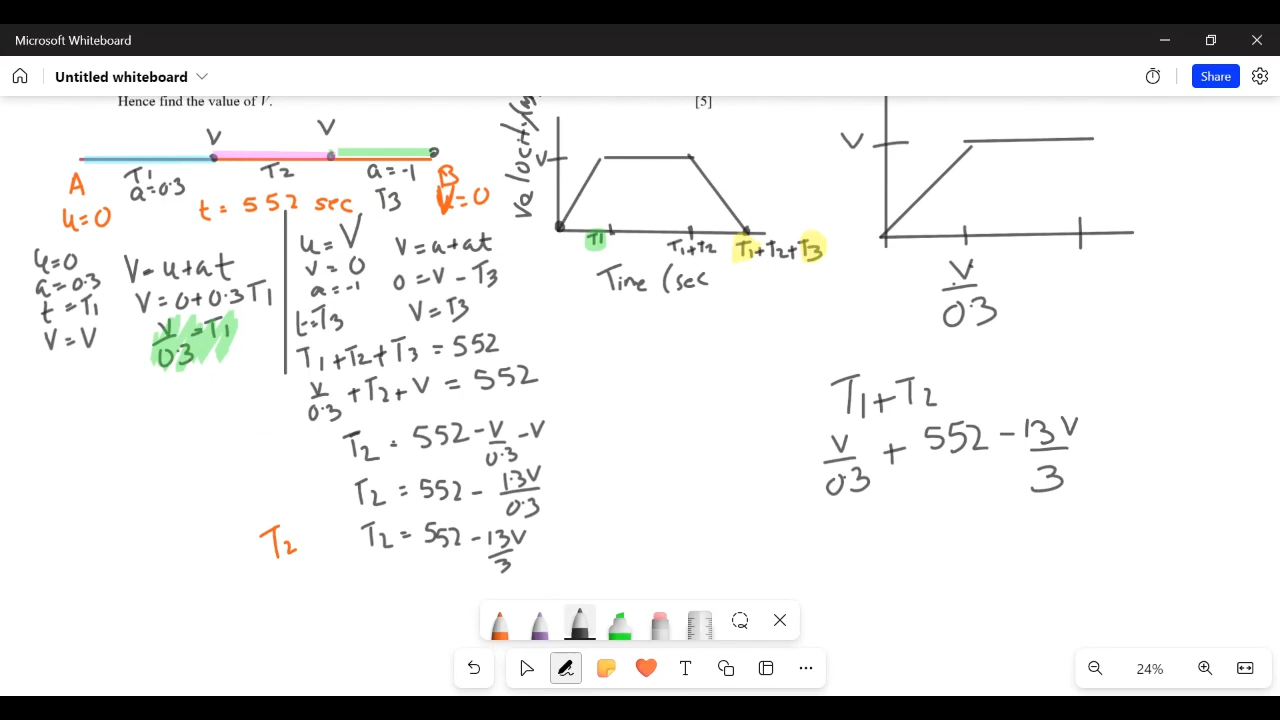 Microsoft Whiteboard
Untitled whiteboard
Share
Hence find the value of V.
[5]
V
V
T1
a=0.3
T2
a=-1
T3
A
u=0
t = 552 sec
B
V=0
u=0
a=0.3
t=T1
V=V
V=u+at
V=0+0.3T1
V/0.3=T1
u=V
v=0
a=-1
t=T3
V=u+at
0=V-T3
V=T3
T1+T2+T3=552
V/0.3+T2+V=552
T2=552-V/0.3-V
T2=552-1.3V/0.3
T2=552-13V/3
T2
Velocity/(
V
T1
T1+T2
T1+T2+T3
Time (sec
V
V/0.3
T1+T2
V/0.3+552-13V/3
T
24%